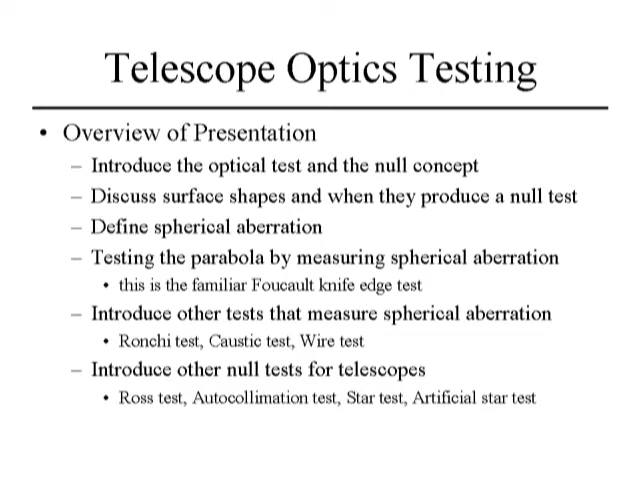 Telescope Optics Testing
• Overview of Presentation
– Introduce the optical test and the null concept
– Discuss surface shapes and when they produce a null test
– Define spherical aberration
– Testing the parabola by measuring spherical aberration
• this is the familiar Foucault knife edge test
– Introduce other tests that measure spherical aberration
• Ronchi test, Caustic test, Wire test
– Introduce other null tests for telescopes
• Ross test, Autocollimation test, Star test, Artificial star test